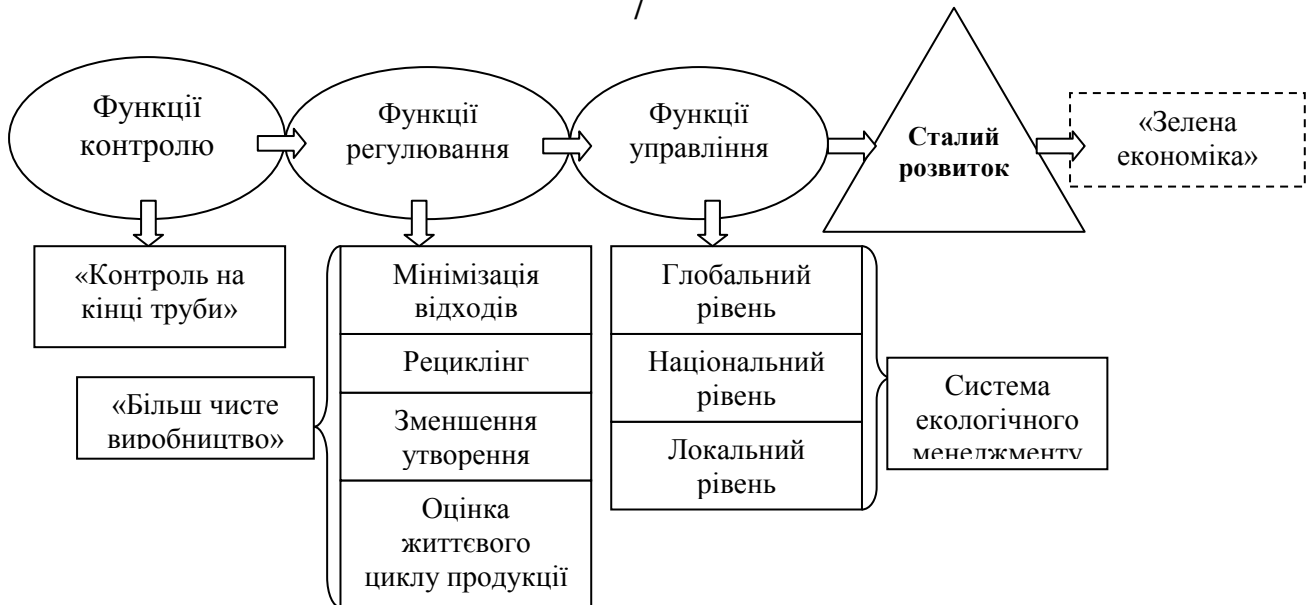 Функції
контролю
Функції
регулювання
Функції
управління
Сталий
розвиток
«Зелена
економіка»
«Контроль на
кінці труби»
Мінімізація
відходів
Рециклінг
Зменшення
утворення
Оцінка
життєвого
циклу продукції
«Більш чисте
виробництво»
Глобальний
рівень
Національний
рівень
Локальний
рівень
Система
екологічного
менеджменту